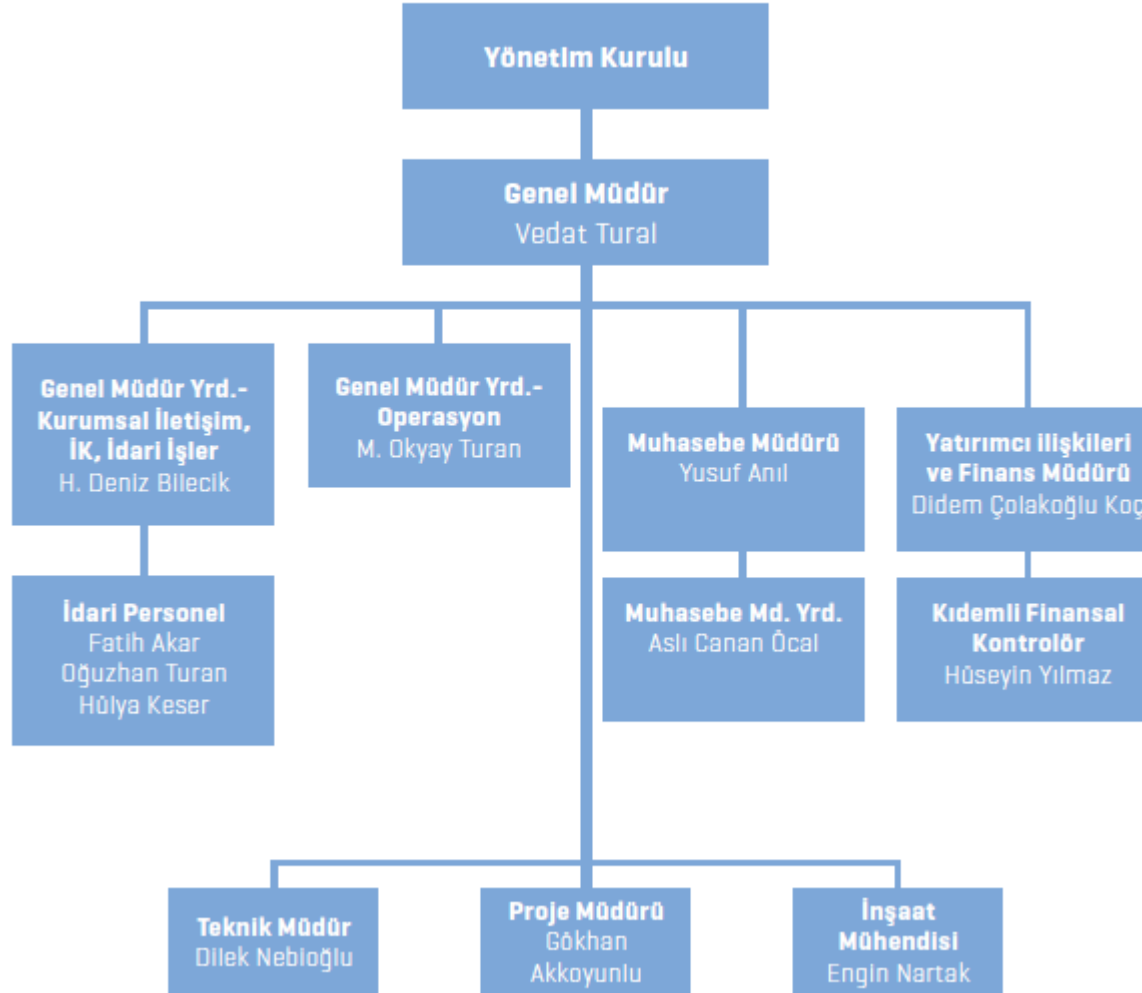 Yönetim Kurulu
Genel Müdür
Vedat Tural
Genel Müdür Yrd.-
Kurumsal İletişim,
İK, İdari İşler
H. Deniz Bilecik
Genel Müdür Yrd.-
Operasyon
M. Okyay Turan
Muhasebe Müdürü
Yusuf Anıl
Yatırımcı ilişkileri
ve Finans Müdürü
Didem Çolakoğlu Koç
İdari Personel
Fatih Akar
Oğuzhan Turan
Hülya Keser
Muhasebe Md. Yrd.
Aslı Canan Öcal
Kıdemli Finansal
Kontrolör
Hüseyin Yılmaz
Teknik Müdür
Dilek Nebioğlu
Proje Müdürü
Gökhan
Akkoyunlu
İnşaat
Mühendisi
Engin Nartak